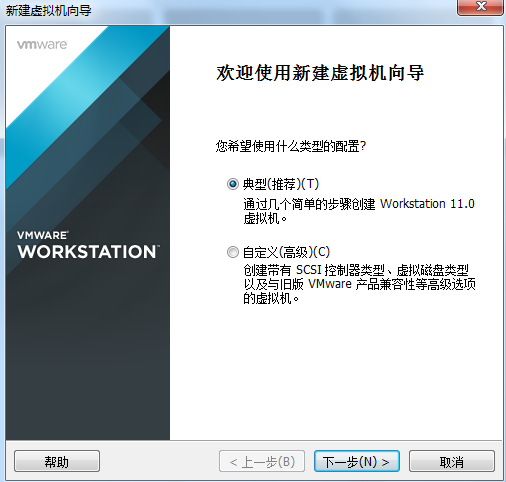 新建虚拟机向导
vmware
欢迎使用新建虚拟机向导
您希望使用什么类型的配置?
典型(推荐)(T)
通过几个简单的步骤创建 Workstation 11.0
虚拟机。
VMWARE®
WORKSTATION™
自定义(高级)(C)
创建带有 SCSI 控制器类型、虚拟磁盘类型
以及与旧版 VMware 产品兼容性等高级选项
的虚拟机。
帮助
< 上一步(B)
下一步(N) >
取消